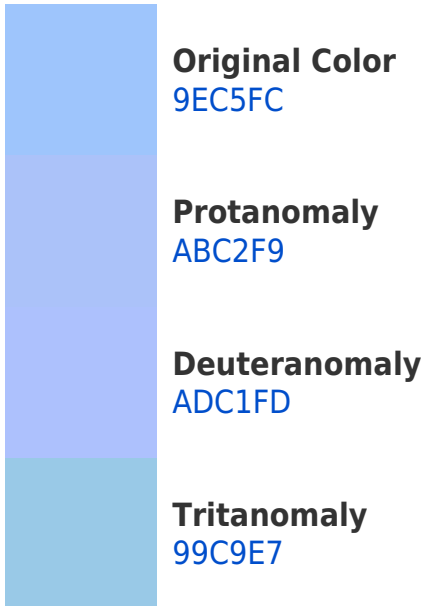 Original Color
9EC5FC
Protanomaly
ABC2F9
Deuteranomaly
ADC1FD
Tritanomaly
99C9E7